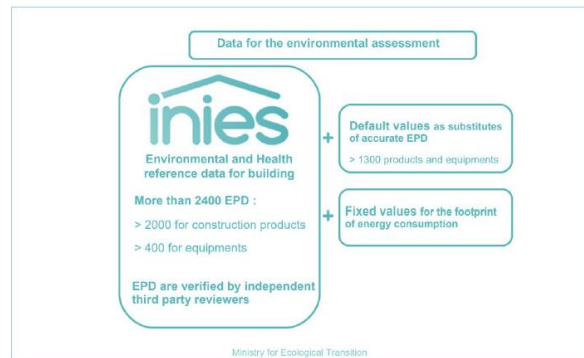 Data for the environmental assessment
inies
Environmental and Health
reference data for building
More than 2400 EPD :
> 2000 for construction products
> 400 for equipments
EPD are verified by independent
third party reviewers
+
Default values as substitutes
of accurate EPD
> 1300 products and equipments
+
Fixed values for the footprint
of energy consumption
Ministry for Ecological Transition